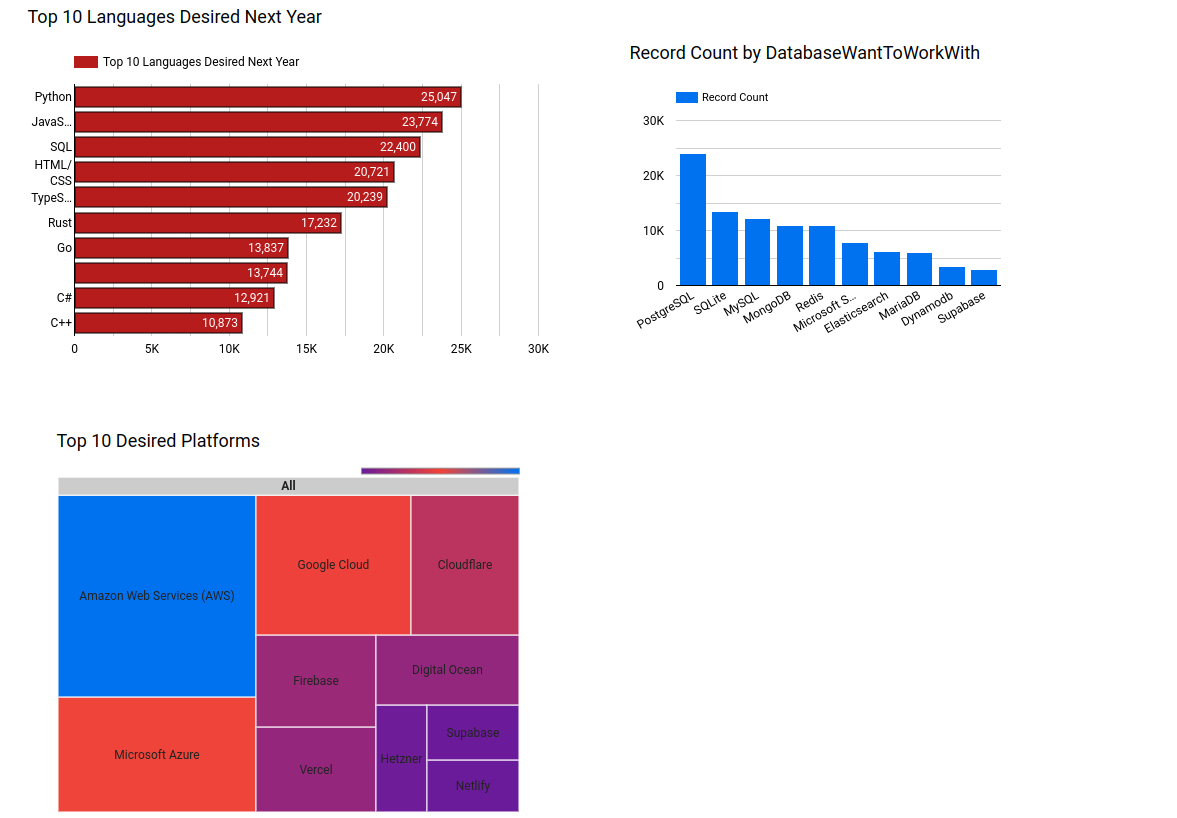 Top 10 Languages Desired Next Year
Top 10 Languages Desired Next Year
Python
25,047
JavaS...
23,774
SQL
22,400
HTML/
CSS
20,721
TypeS...
20,239
Rust
17,232
Go
13,837
13,744
C#
12,921
C++
10,873
0
5K
10K
15K
20K
25K
30K
Record Count by DatabaseWantToWorkWith
Record Count
30K
20K
10K
0
PostgreSQL
SQLite
MySQL
MongoDB
Redis
Microsoft S...
Elasticsearch
MariaDB
Dynamodb
Supabase
Top 10 Desired Platforms
All
Amazon Web Services (AWS)
Google Cloud
Cloudflare
Microsoft Azure
Firebase
Digital Ocean
Vercel
Hetzner
Supabase
Netlify